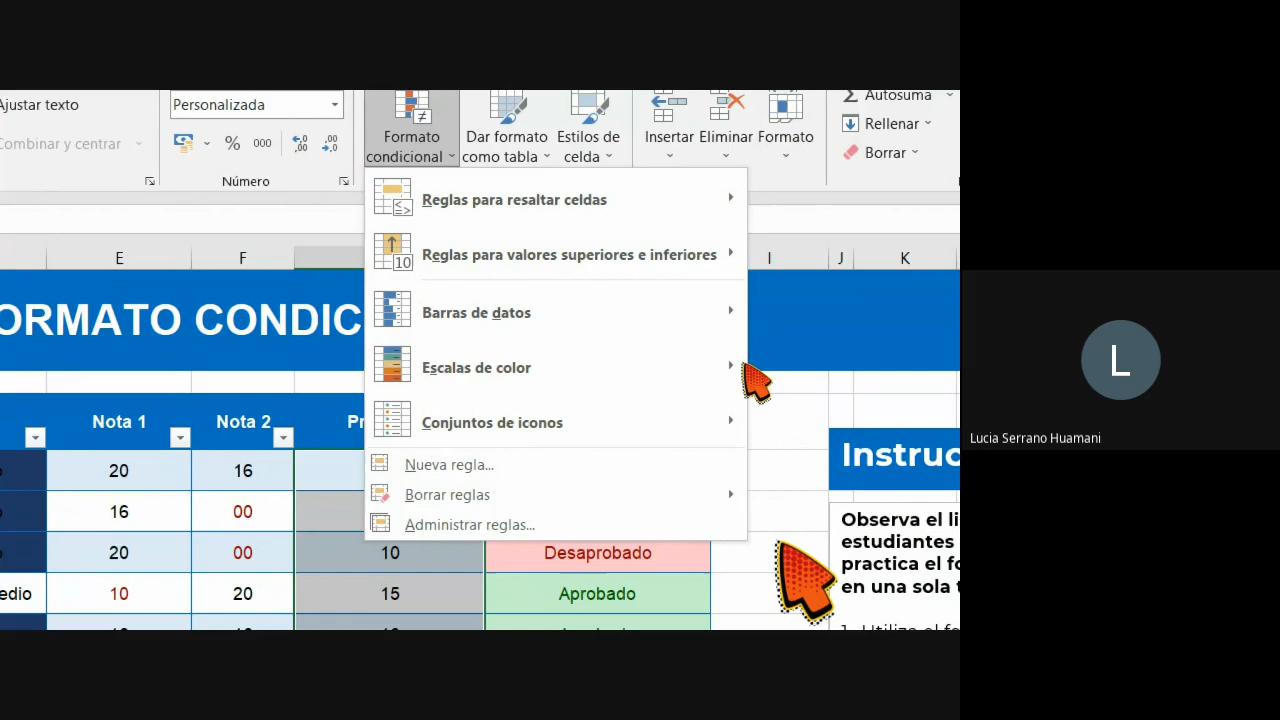 Ajustar texto
Combinar y centrar
Personalizada
% 000
Número
Formato
condicional
Dar formato
como tabla
Estilos de
celda
Insertar Eliminar Formato
Autosuma
Rellenar
Borrar
Reglas para resaltar celdas
Reglas para valores superiores e inferiores
Barras de datos
Escalas de color
Conjuntos de iconos
Nueva regla...
Borrar reglas
Administrar reglas...
E F I J K
ORMATO CONDIC
Nota 1 Nota 2 Pr
20 16
16 00
20 00 10 Desaprobado
edio 10 20 15 Aprobado
Instruc
Observa el li
estudiantes
practica el fo
en una sola t
L
Lucia Serrano Huamani